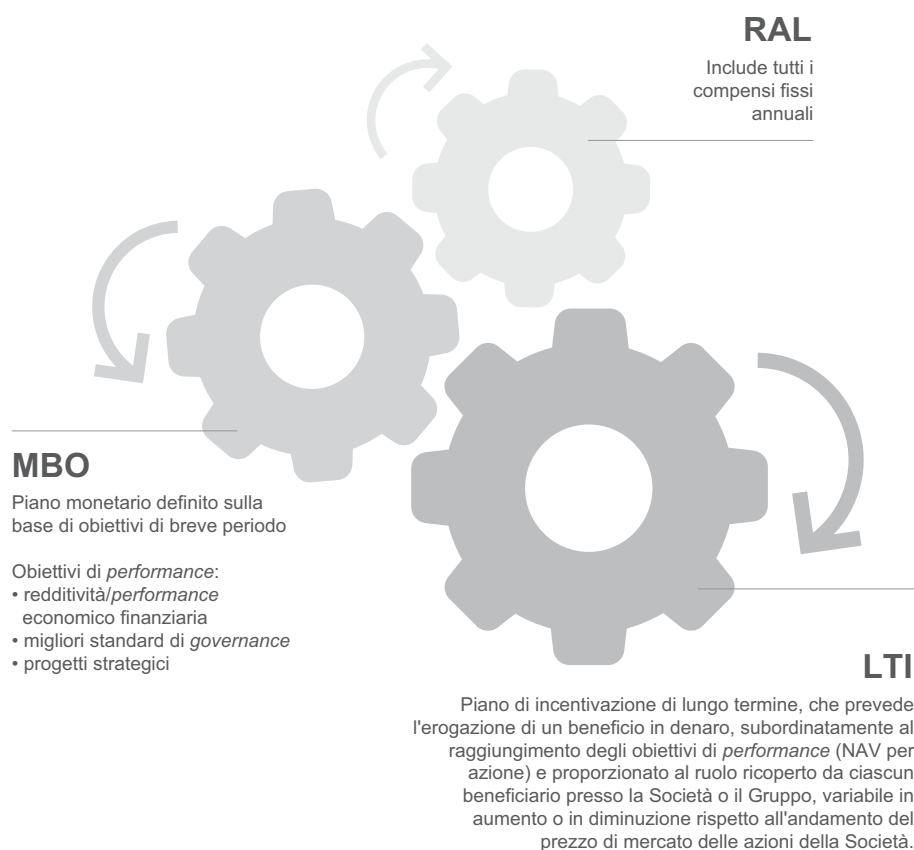 RAL
Include tutti i
compensi fissi
annuali
MBO
Piano monetario definito sulla
base di obiettivi di breve periodo
Obiettivi di performance:
• redditività/performance
economico finanziaria
• migliori standard di governance
• progetti strategici
LTI
Piano di incentivazione di lungo termine, che prevede
l'erogazione di un beneficio in denaro, subordinatamente al
raggiungimento degli obiettivi di performance (NAV per
azione) e proporzionato al ruolo ricoperto da ciascun
beneficiario presso la Società o il Gruppo, variabile in
aumento o in diminuzione rispetto all'andamento del
prezzo di mercato delle azioni della Società.